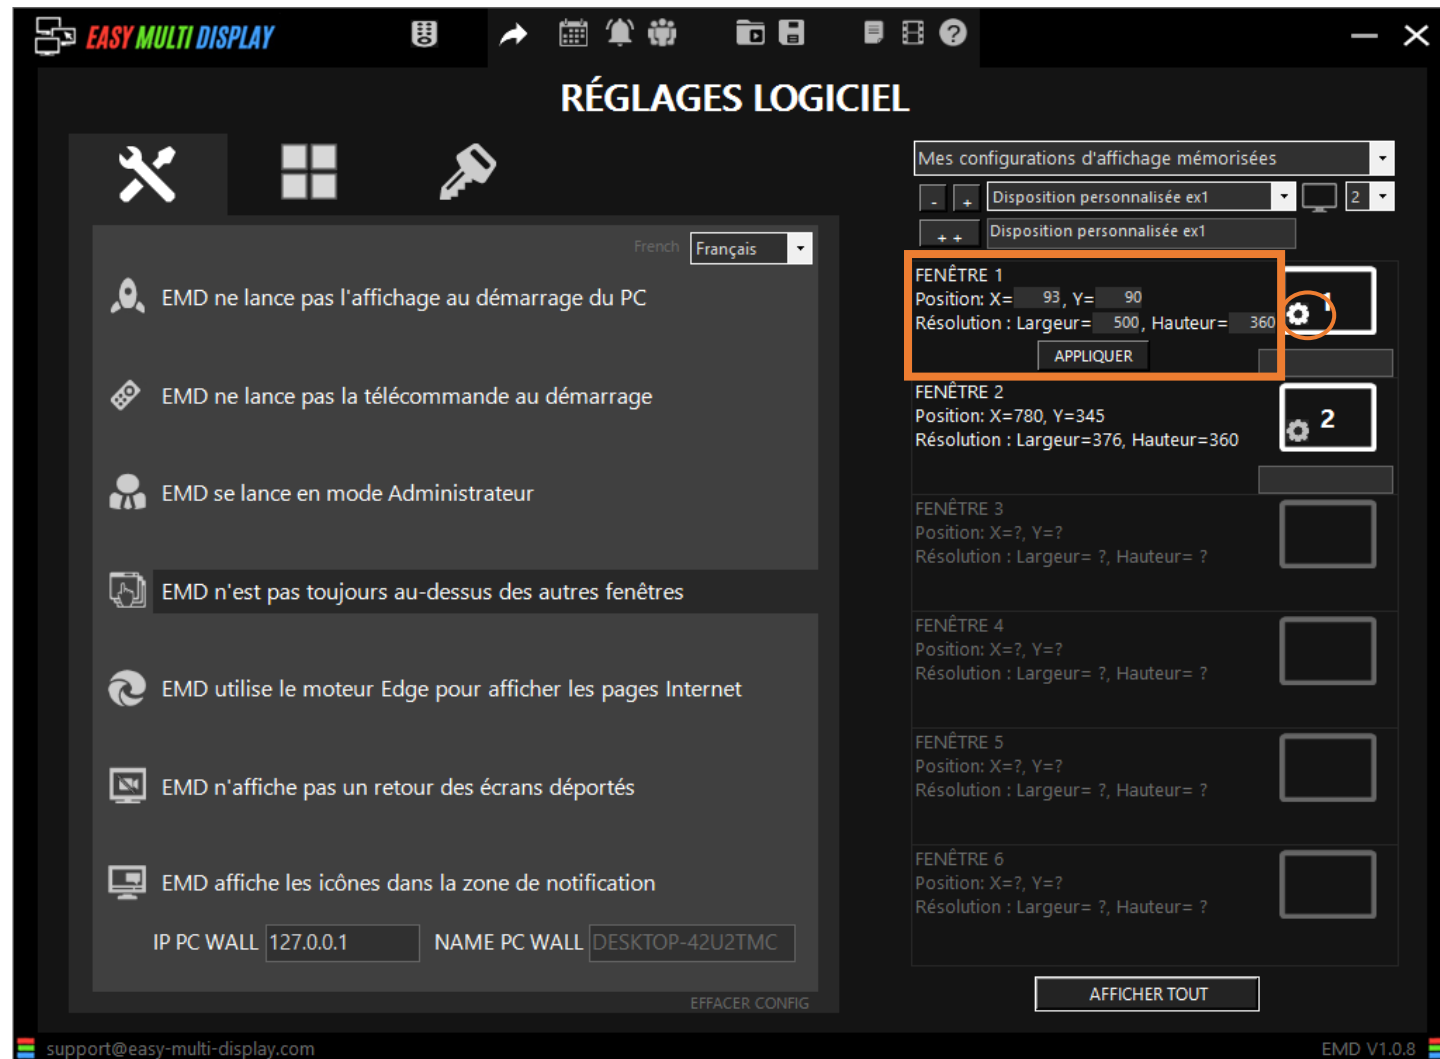 EASY MULTI DISPLAY
RÉGLAGES LOGICIEL
French Français
EMD ne lance pas l'affichage au démarrage du PC
EMD ne lance pas la télécommande au démarrage
EMD se lance en mode Administrateur
EMD n'est pas toujours au-dessus des autres fenêtres
EMD utilise le moteur Edge pour afficher les pages Internet
EMD n'affiche pas un retour des écrans déportés
EMD affiche les icônes dans la zone de notification
IP PC WALL 127.0.0.1 NAME PC WALL DESKTOP-42U2TMC
EFFACER CONFIG
Mes configurations d'affichage mémorisées
- + Disposition personnalisée ex1 2
++ Disposition personnalisée ex1
FENÊTRE 1
Position: X= 93, Y= 90
Résolution : Largeur= 500, Hauteur= 360
1
APPLIQUER
FENÊTRE 2
Position: X=780, Y=345
Résolution : Largeur=376, Hauteur=360
2
FENÊTRE 3
Position: X=?, Y=?
Résolution : Largeur= ?, Hauteur= ?
FENÊTRE 4
Position: X=?, Y=?
Résolution : Largeur= ?, Hauteur= ?
FENÊTRE 5
Position: X=?, Y=?
Résolution : Largeur= ?, Hauteur= ?
FENÊTRE 6
Position: X=?, Y=?
Résolution : Largeur= ?, Hauteur= ?
AFFICHER TOUT
support@easy-multi-display.com
EMD V1.0.8